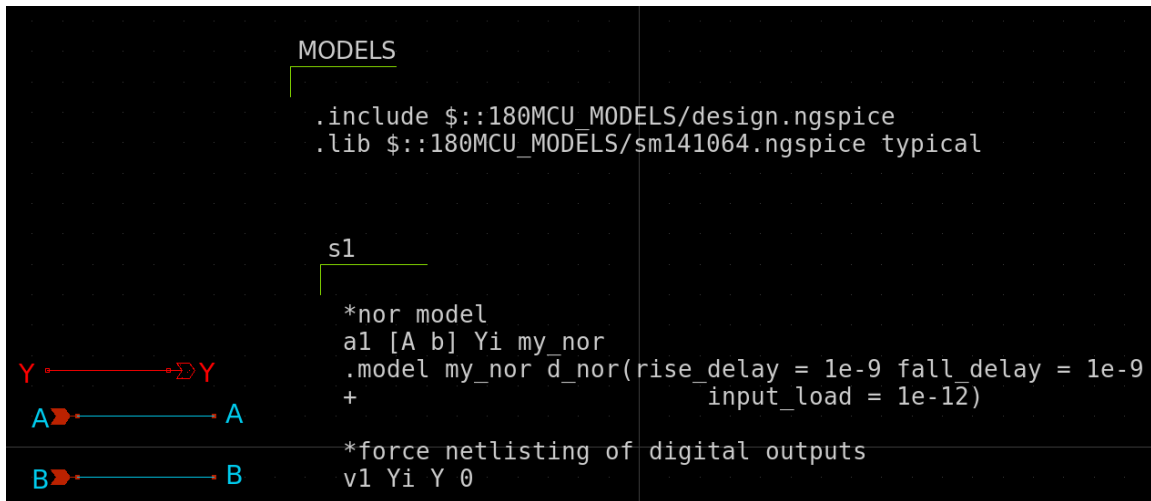 MODELS
.include $::180MCU_MODELS/design.ngspice
.lib $::180MCU_MODELS/sm141064.ngspice typical
s1
*nor model
a1 [A b] Yi my_nor
.model my_nor d_nor(rise_delay = 1e-9 fall_delay = 1e-9
+ input_load = 1e-12)
*force netlisting of digital outputs
v1 Yi Y 0
Y Y
A A
B B